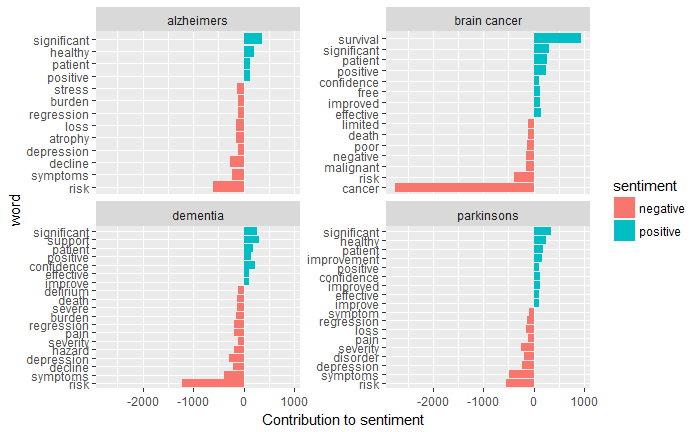 alzheimers
significant
healthy
patient
positive
stress
burden
regression
loss
atrophy
depression
decline
symptoms
risk
brain cancer
survival
significant
patient
positive
confidence
free
improved
effective
limited
death
poor
negative
malignant
risk
cancer
dementia
significant
support
patient
positive
confidence
effective
improve
delirium
death
severe
burden
regression
pain
severity
hazard
depression
decline
symptoms
risk
-2000 -1000 0 1000
parkinsons
significant
healthy
patient
improvement
positive
confidence
improved
effective
improve
symptom
regression
loss
pain
severity
disorder
depression
symptoms
risk
-2000 -1000 0 1000
word
Contribution to sentiment
sentiment
negative
positive